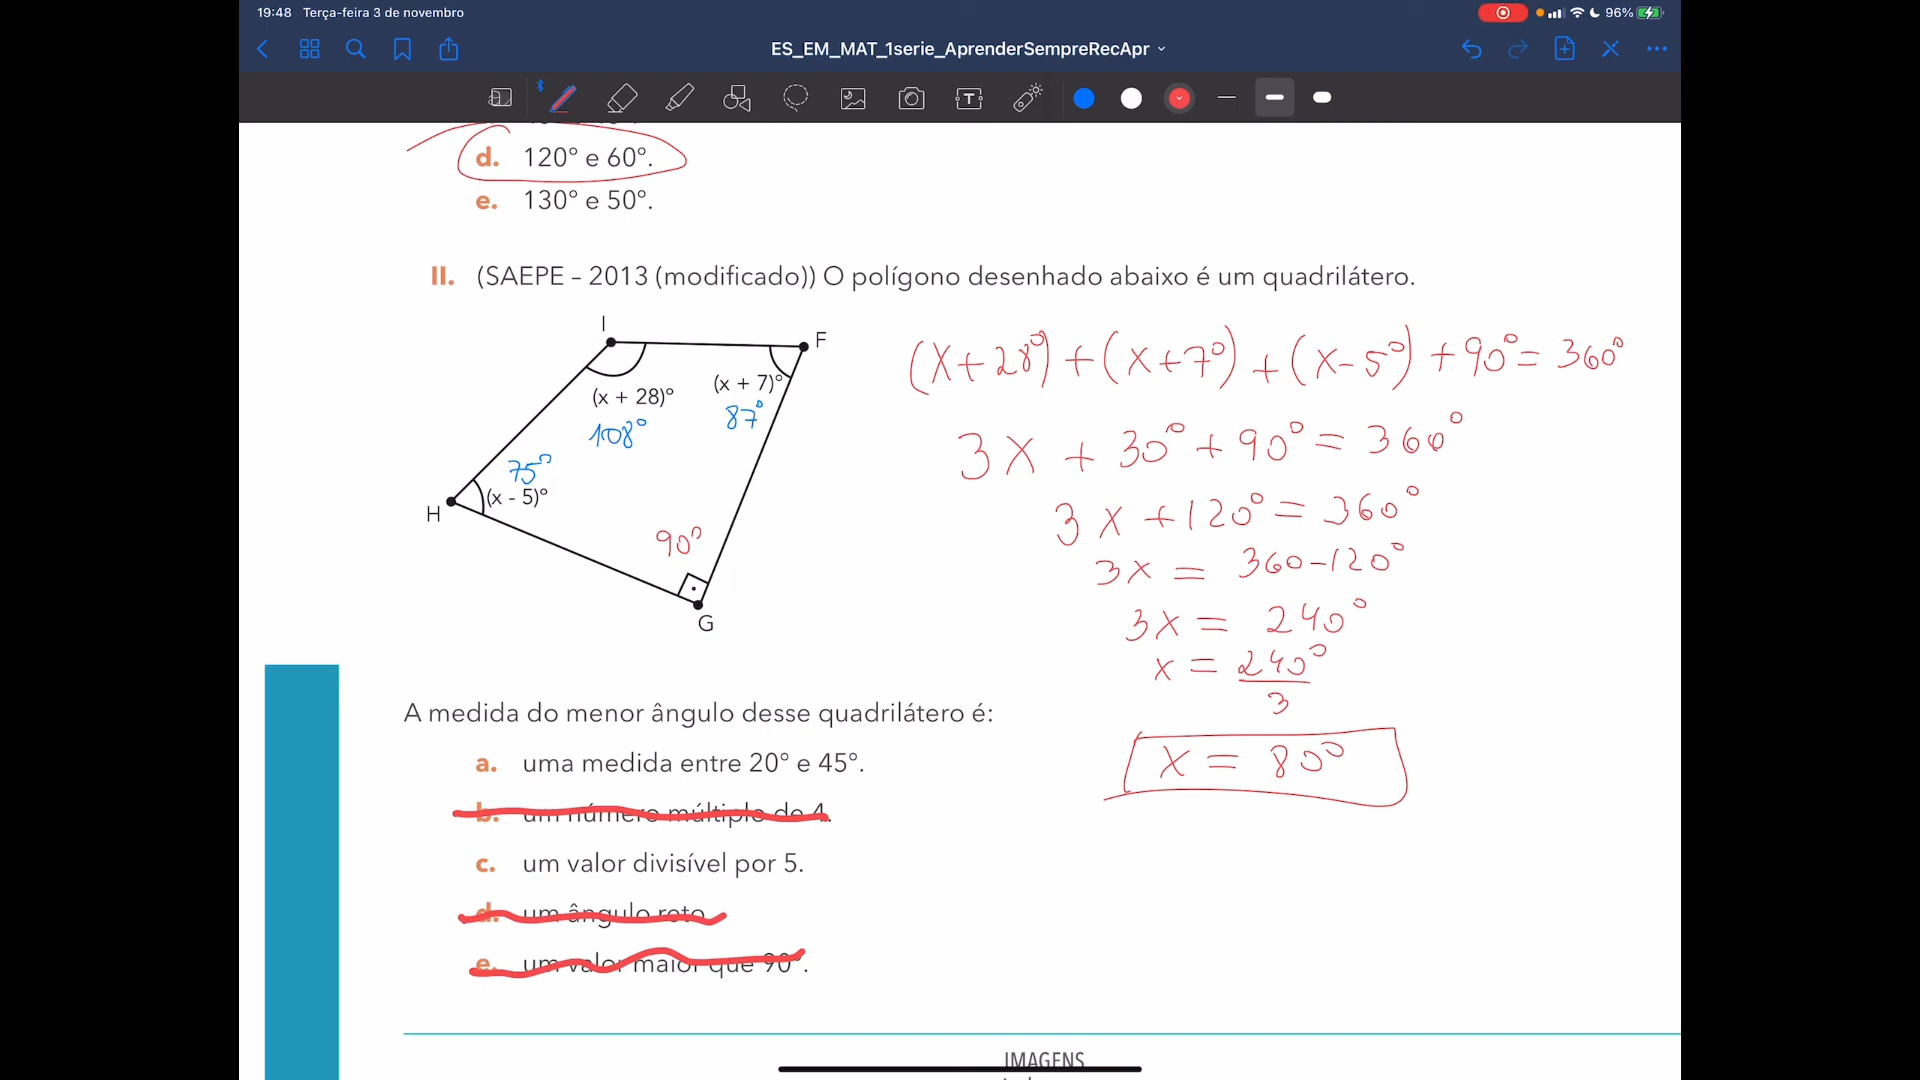 19:48 Terça-feira 3 de novembro
96%
ES_EM_MAT_1serie_AprenderSempreRecApr
d. 120° e 60°.
e. 130° e 50°.
II. (SAEPE – 2013 (modificado)) O polígono desenhado abaixo é um quadrilátero.
I
F
(x + 28)°
(x + 7)°
108°
87°
75°
(x - 5)°
H
90°
G
(x+28°)+(x+7°)+(x-5°)+90°=360°
3x + 30° + 90° = 360°
3x + 120° = 360°
3x = 360-120°
3x = 240°
x = 240°
3
x = 80°
A medida do menor ângulo desse quadrilátero é:
a. uma medida entre 20° e 45°.
b. um número múltiplo de 4.
c. um valor divisível por 5.
d. um ângulo reto.
e. um valor maior que 90°.
IMAGENS